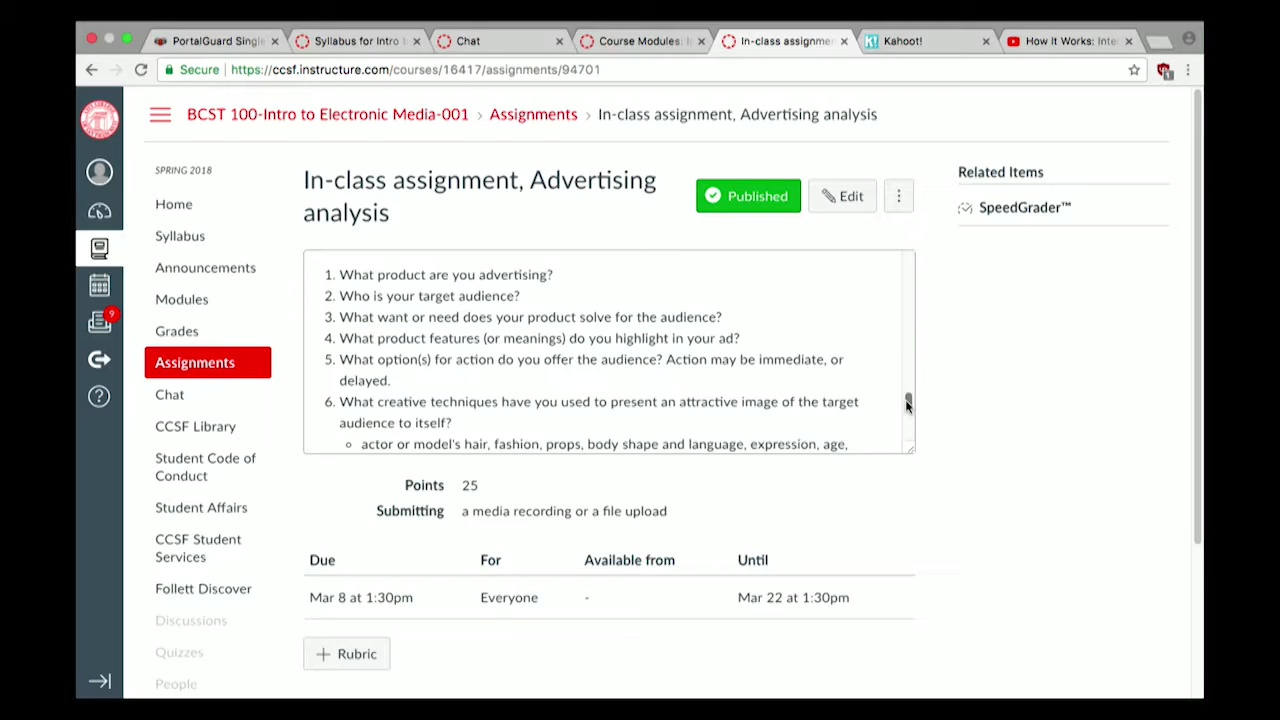 PortalGuard Single
Syllabus for Intro t
Chat
Course Modules: I
In-class assignmen
Kahoot!
How It Works: Inte
Secure https://ccsf.instructure.com/courses/16417/assignments/94701
BCST 100-Intro to Electronic Media-001 › Assignments › In-class assignment, Advertising analysis
SPRING 2018
Home
Syllabus
Announcements
Modules
Grades
9
Assignments
Chat
CCSF Library
Student Code of
Conduct
Student Affairs
CCSF Student
Services
Follett Discover
Discussions
Quizzes
People
In-class assignment, Advertising
analysis
Published
Edit
1. What product are you advertising?
2. Who is your target audience?
3. What want or need does your product solve for the audience?
4. What product features (or meanings) do you highlight in your ad?
5. What option(s) for action do you offer the audience? Action may be immediate, or
delayed.
6. What creative techniques have you used to present an attractive image of the target
audience to itself?
actor or model's hair, fashion, props, body shape and language, expression, age,
Points 25
Submitting a media recording or a file upload
Due For Available from Until
Mar 8 at 1:30pm Everyone - Mar 22 at 1:30pm
+ Rubric
Related Items
SpeedGrader™